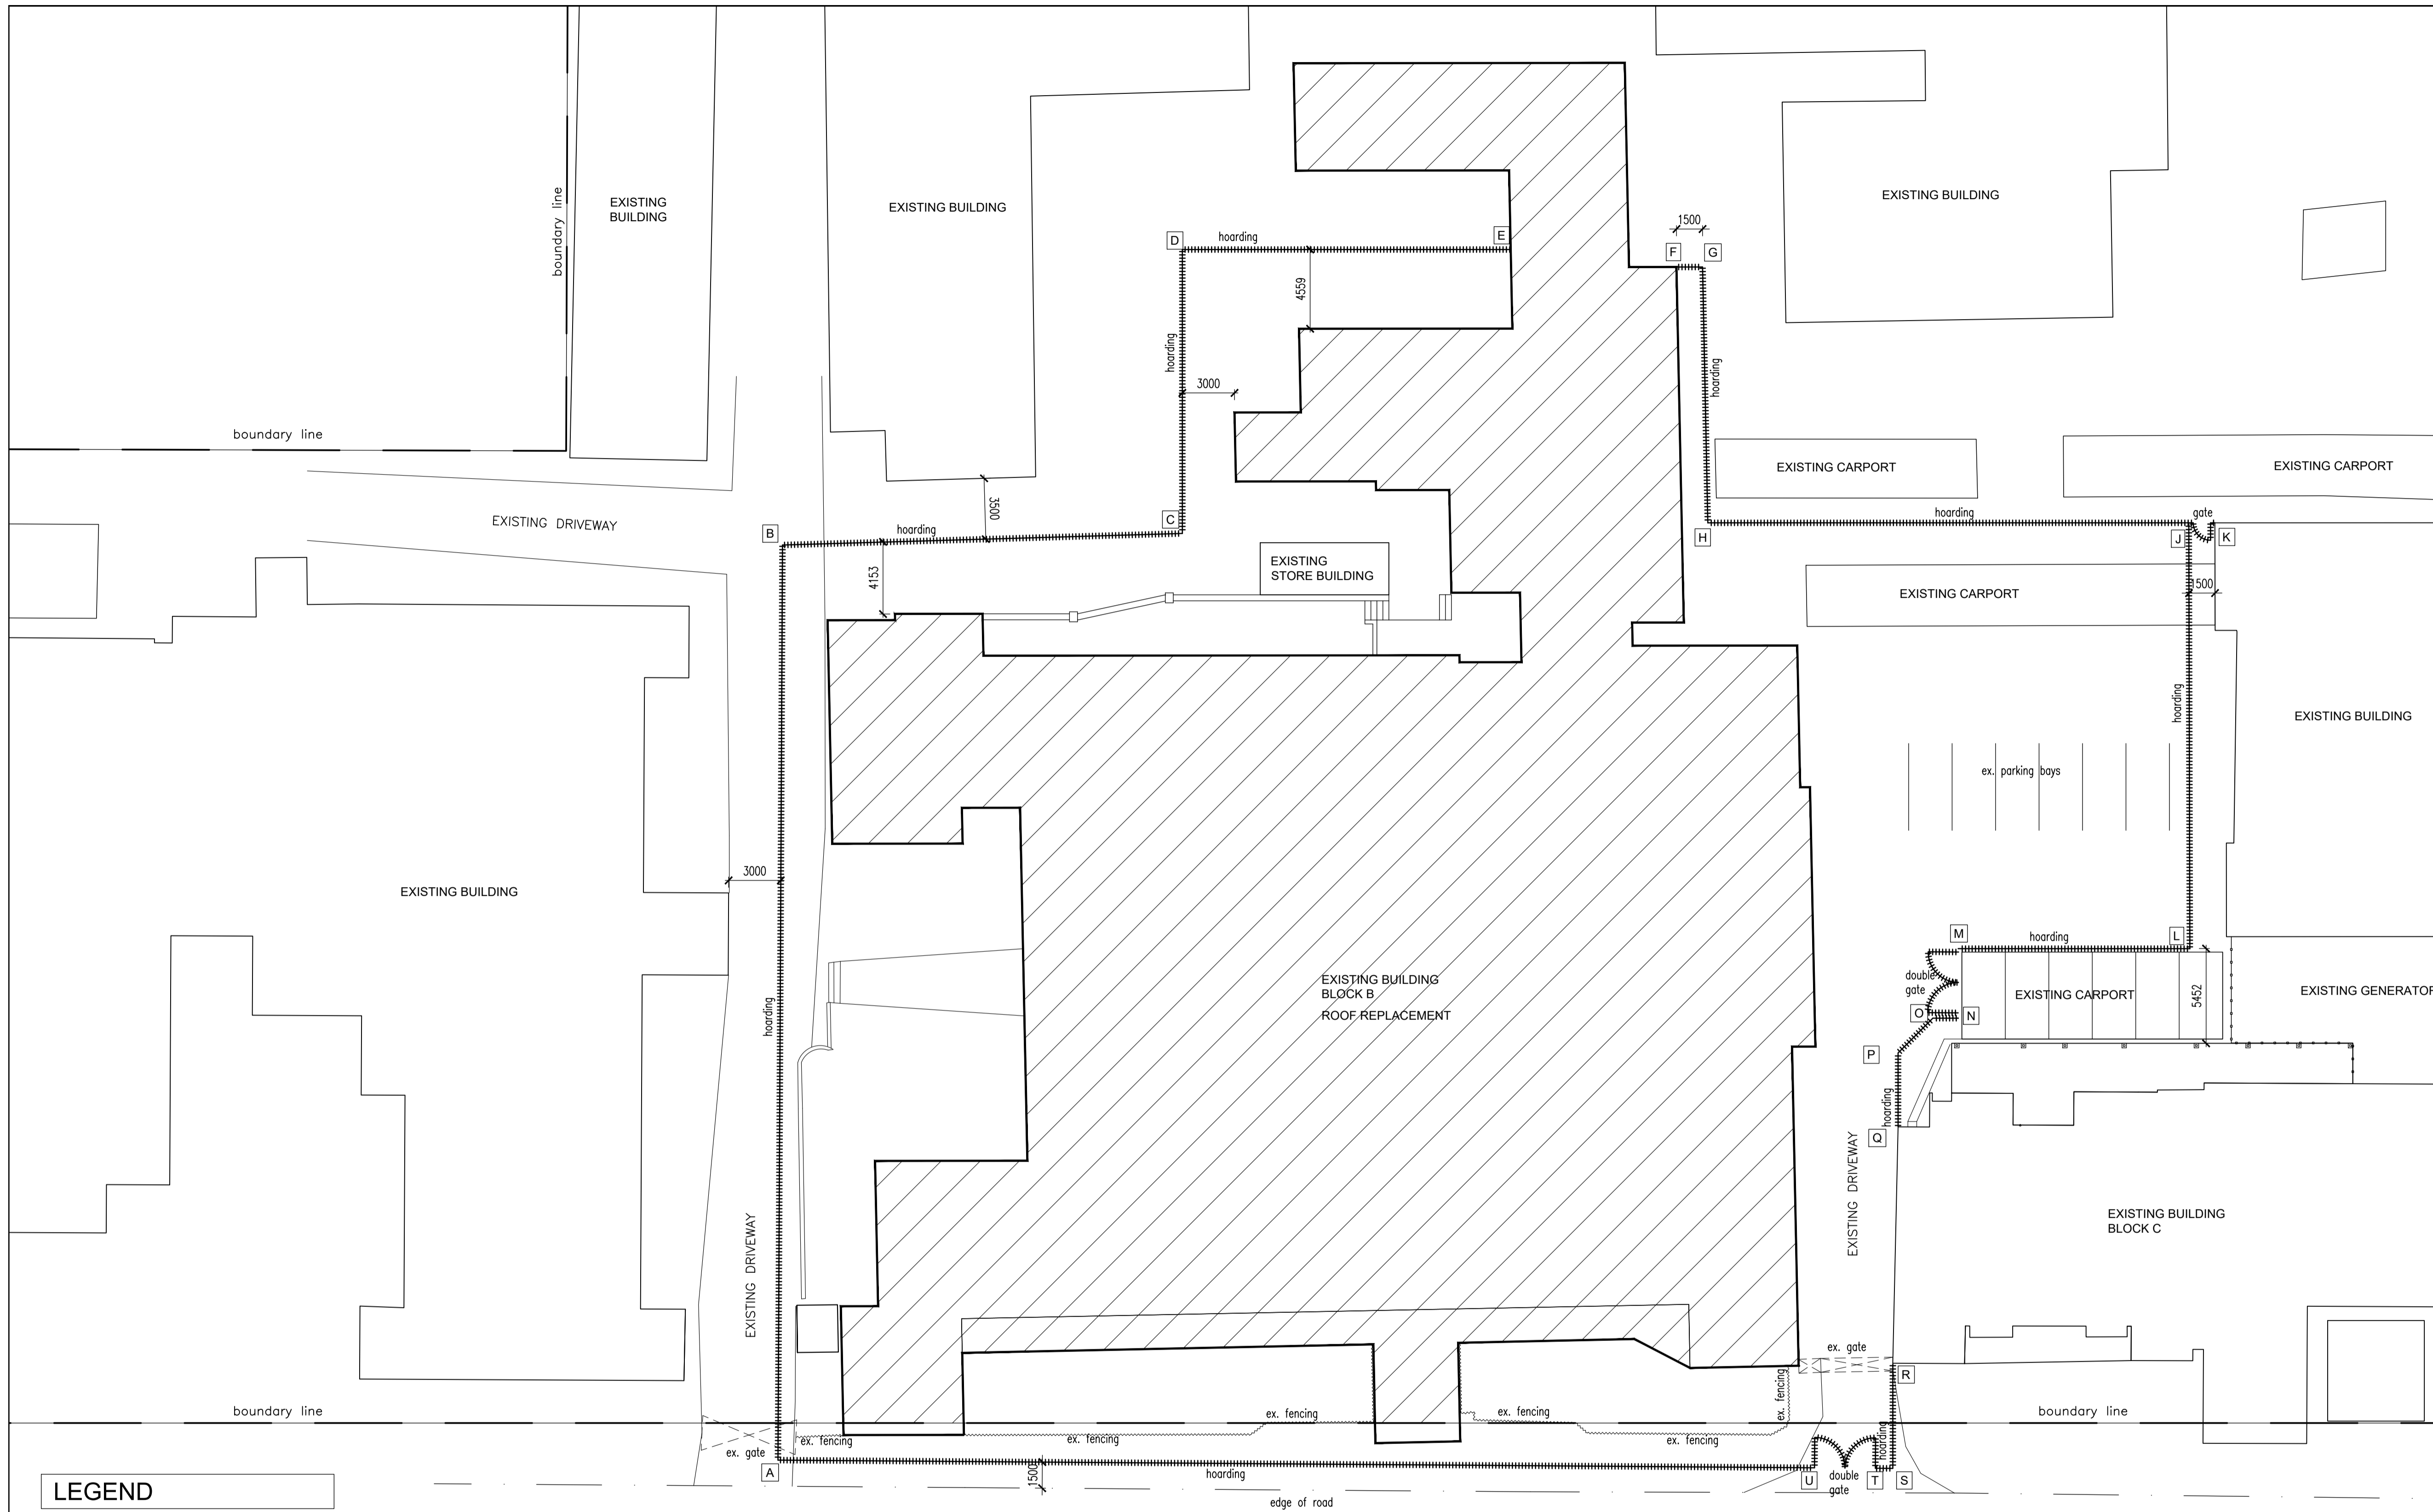 EXISTING
BUILDING
boundary line
EXISTING BUILDING
EXISTING BUILDING
D
hoarding
E
1500
F
G
4559
hoarding
3000
hoarding
boundary line
EXISTING CARPORT
EXISTING CARPORT
3500
EXISTING DRIVEWAY
B
hoarding
C
hoarding
gate
H
J
K
4153
EXISTING
STORE BUILDING
EXISTING CARPORT
1500
hoarding
EXISTING BUILDING
ex. parking bays
3000
EXISTING BUILDING
M
hoarding
L
double
gate
EXISTING BUILDING
BLOCK B
ROOF REPLACEMENT
EXISTING CARPORT
5452
EXISTING GENERATOR
hoarding
O
N
P
hoarding
Q
EXISTING DRIVEWAY
EXISTING DRIVEWAY
EXISTING BUILDING
BLOCK C
ex. gate
R
ex. fencing
boundary line
ex. fencing
ex. fencing
boundary line
ex. gate
ex. fencing
ex. fencing
ex. fencing
hoarding
A
1500
hoarding
U
double
gate
T
S
LEGEND
edge of road